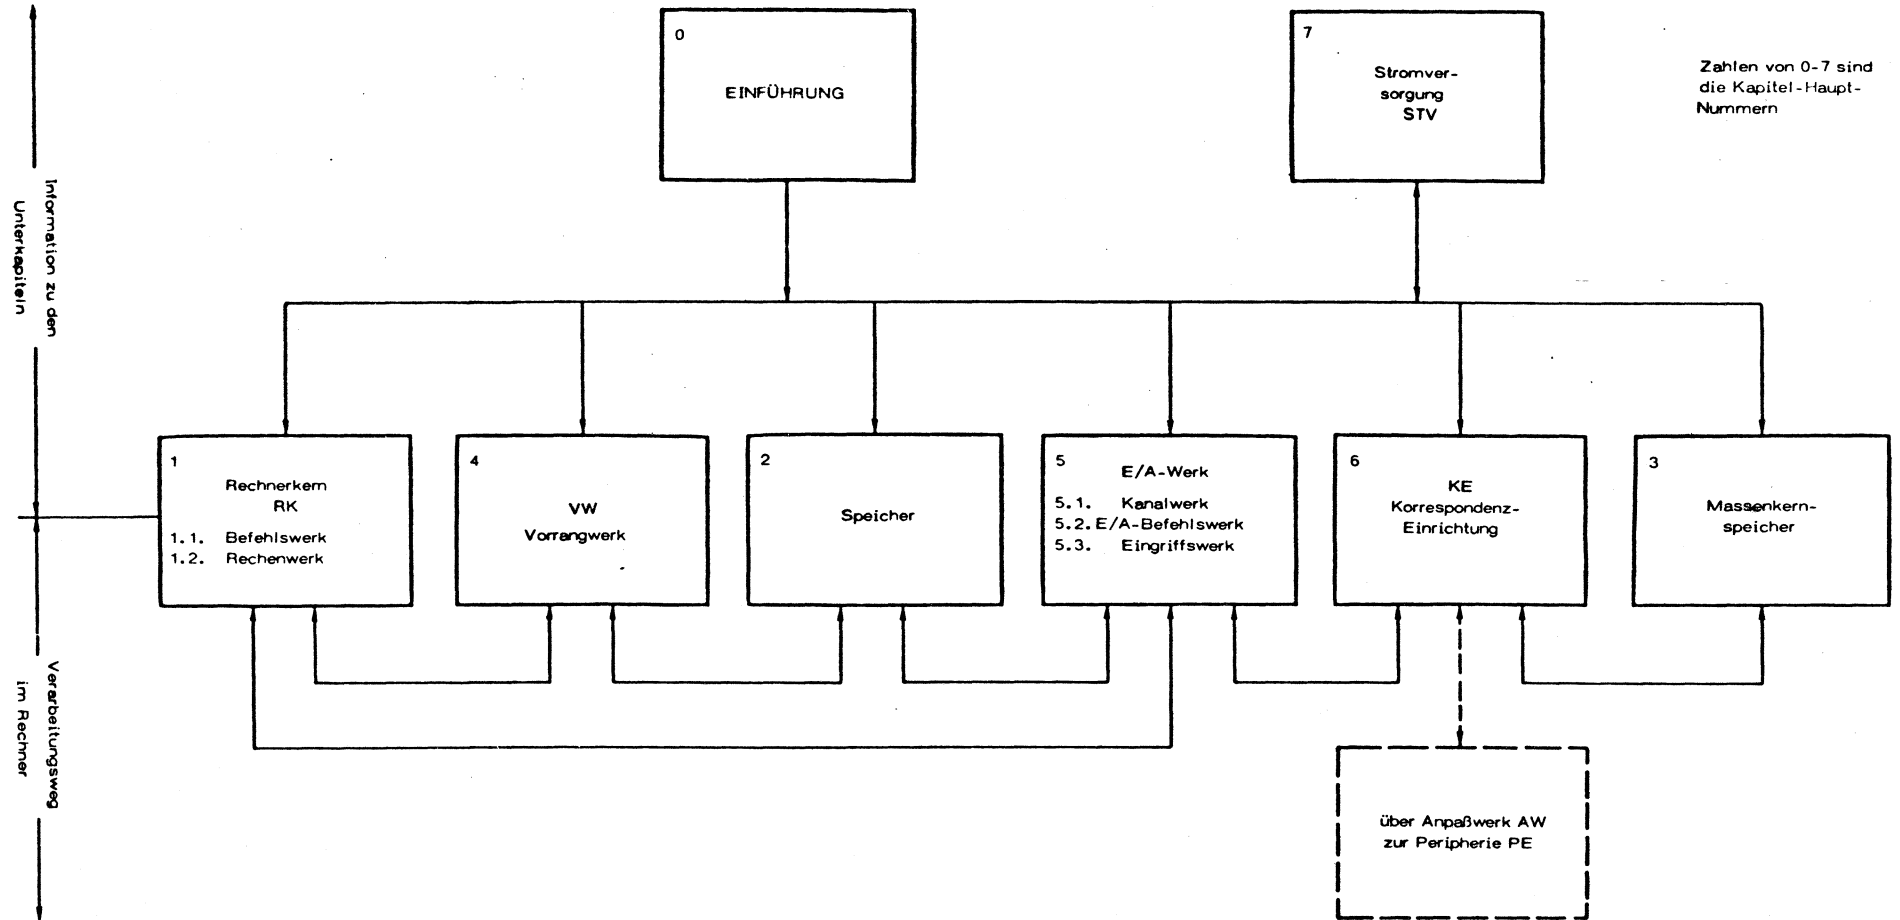 0
EINFÜHRUNG
7
Stromver-
sorgung
STV
Zahlen von 0-7 sind
die Kapitel-Haupt-
Nummern
Information zu den
Unterkapiteln
1
Rechnerkern
RK
1.1. Befehlswerk
1.2. Rechenwerk
4
VW
Vorrangwerk
2
Speicher
5
E/A-Werk
5.1. Kanalwerk
5.2. E/A-Befehlswerk
5.3. Eingriffswerk
6
KE
Korrespondenz-
Einrichtung
3
Massenkern-
speicher
Verarbeitungsweg
im Rechner
über Anpaßwerk AW
zur Peripherie PE